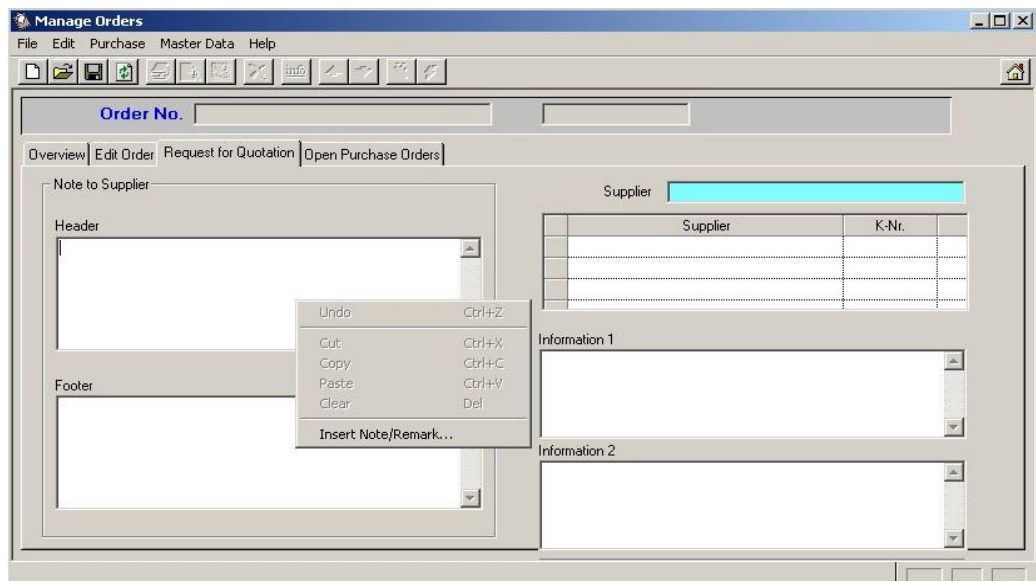 Manage Orders
File Edit Purchase Master Data Help
info
Order No.
Overview Edit Order Request for Quotation Open Purchase Orders
Note to Supplier
Supplier
Header
Supplier K-Nr.
Undo Ctrl+Z
Cut Ctrl+X
Copy Ctrl+C
Paste Ctrl+V
Clear Del
Insert Note/Remark...
Information 1
Footer
Information 2